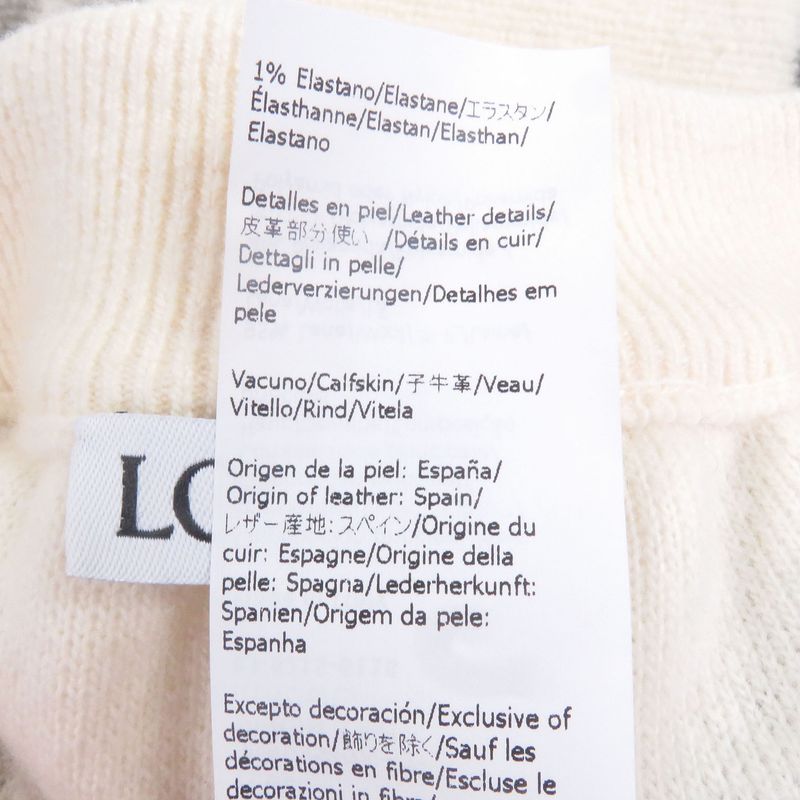 1% Elastano/Elastane/エラスタン/
Élasthanne/Elastan/Elasthan/
Elastano
Detalles en piel/Leather details/
皮革部分使い /Détails en cuir/
Dettagli in pelle/
Lederverzierungen/Detalhes em
pele
Vacuno/Calfskin/子牛革/Veau/
Vitello/Rind/Vitela
LO
Origen de la piel: España/
Origin of leather: Spain/
レザー産地:スペイン/Origine du
cuir: Espagne/Origine della
pelle: Spagna/Lederherkunft:
Spanien/Origem da pele:
Espanha
Excepto decoración/Exclusive of
decoration/飾りを除く/Sauf les
décorations en fibre/Escluse le
decorazioni in fibra/